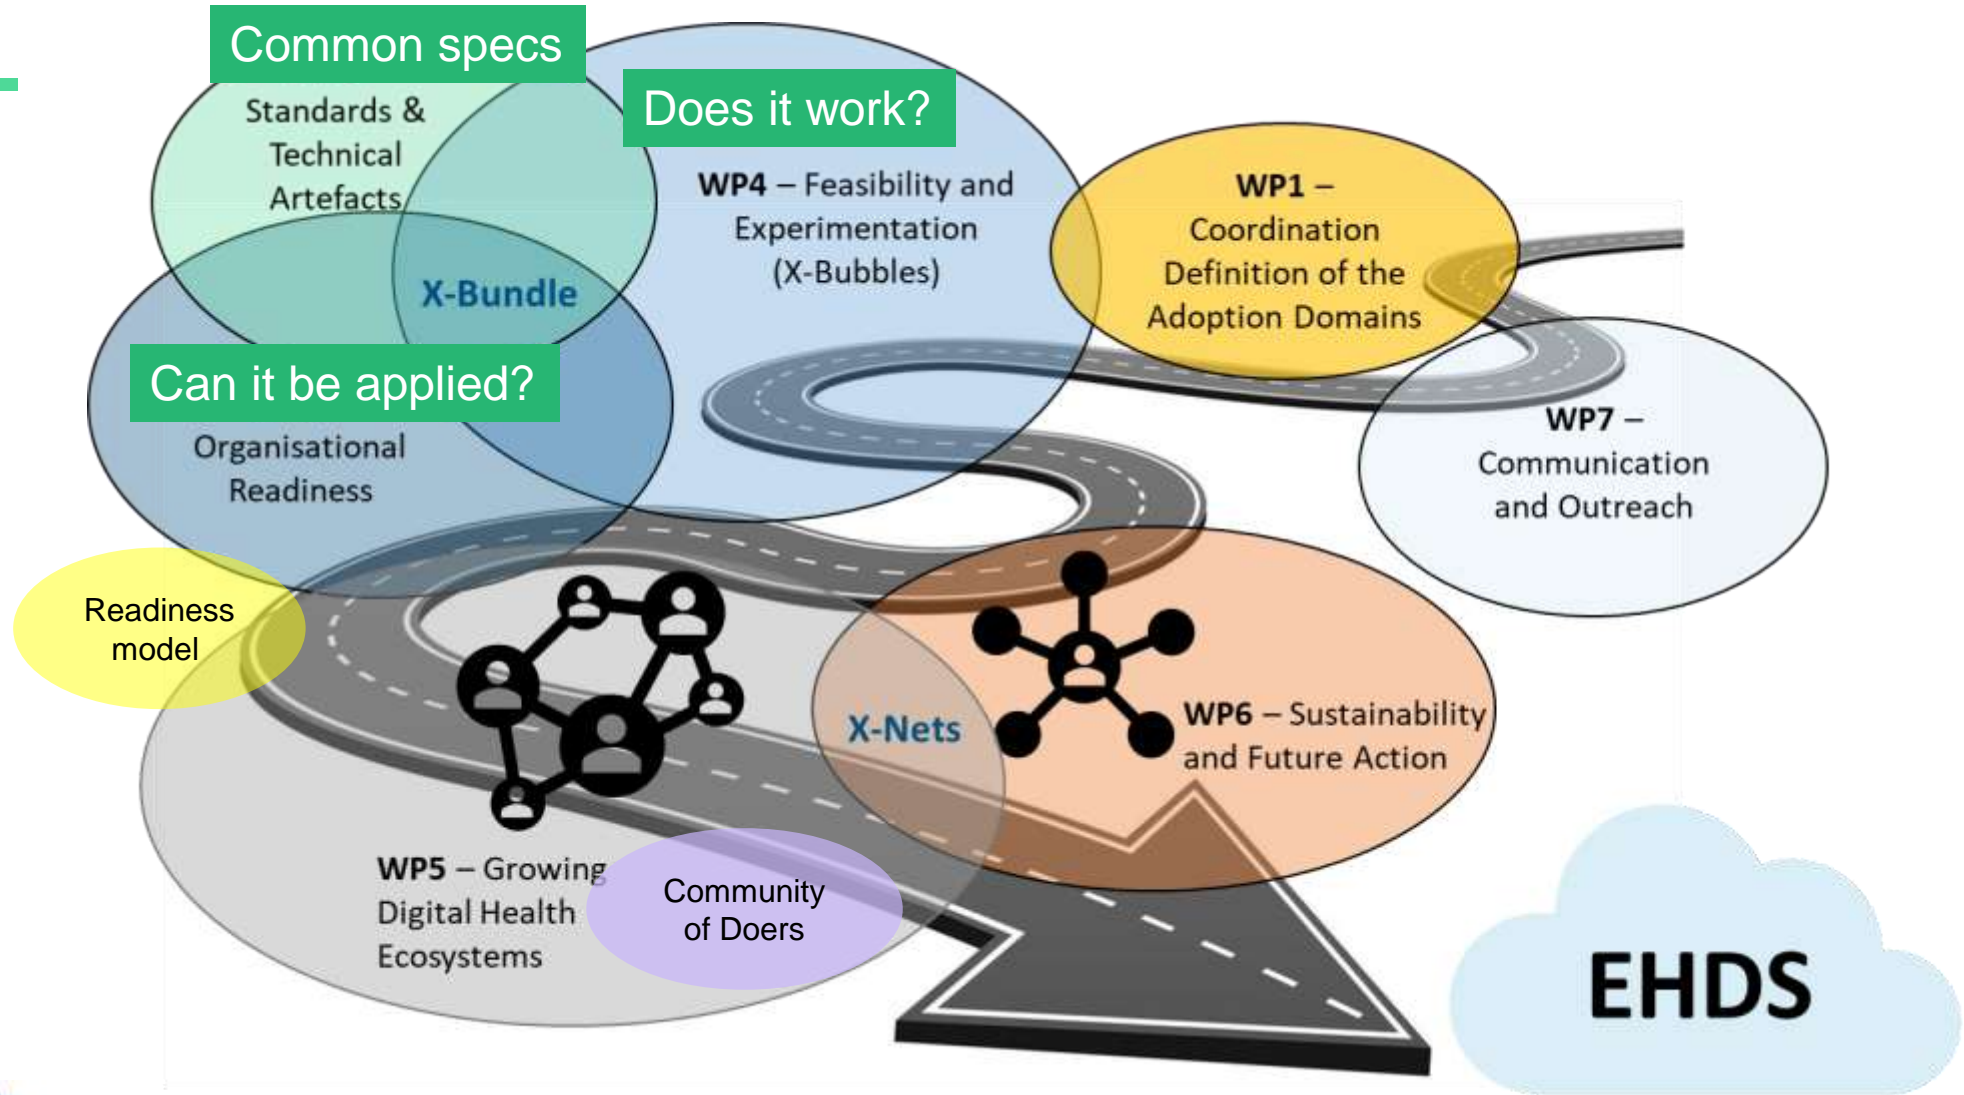 Common specs
Standards &
Technical
Artefacts
Does it work?
WP4 – Feasibility and
Experimentation
(X-Bubbles)
WP1 –
Coordination
Definition of the
Adoption Domains
X-Bundle
Can it be applied?
Organisational
Readiness
WP7 –
Communication
and Outreach
Readiness
model
X-Nets
WP6 – Sustainability
and Future Action
WP5 – Growing
Digital Health
Ecosystems
Community
of Doers
EHDS